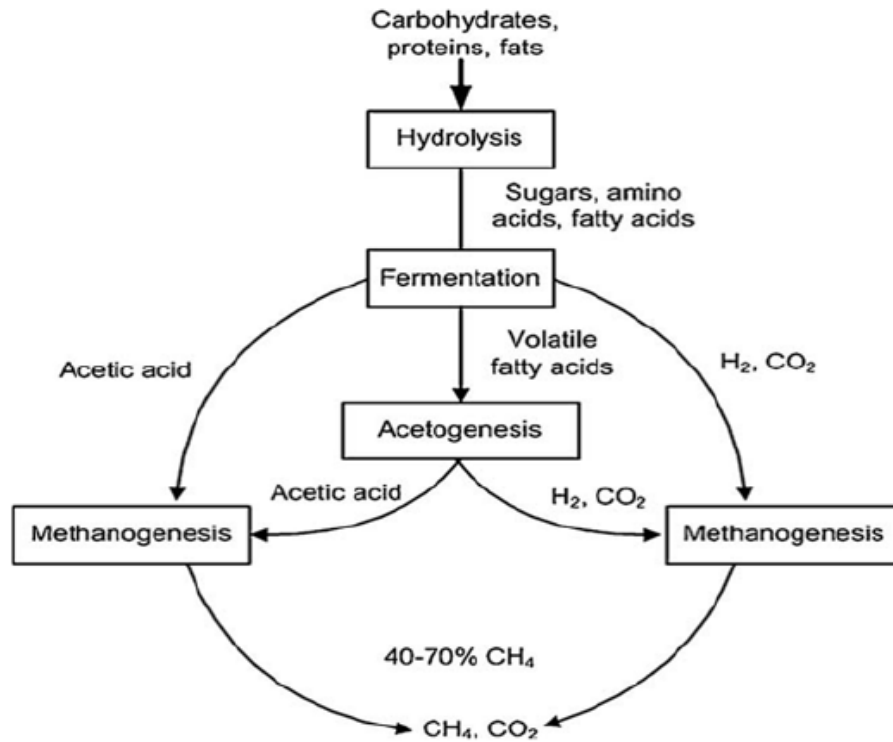 Carbohydrates,
proteins, fats
Hydrolysis
Sugars, amino
acids, fatty acids
Fermentation
Acetic acid
Volatile
fatty acids
H₂, CO₂
Acetogenesis
Acetic acid
H₂, CO₂
Methanogenesis
Methanogenesis
40-70% CH₄
CH₄, CO₂